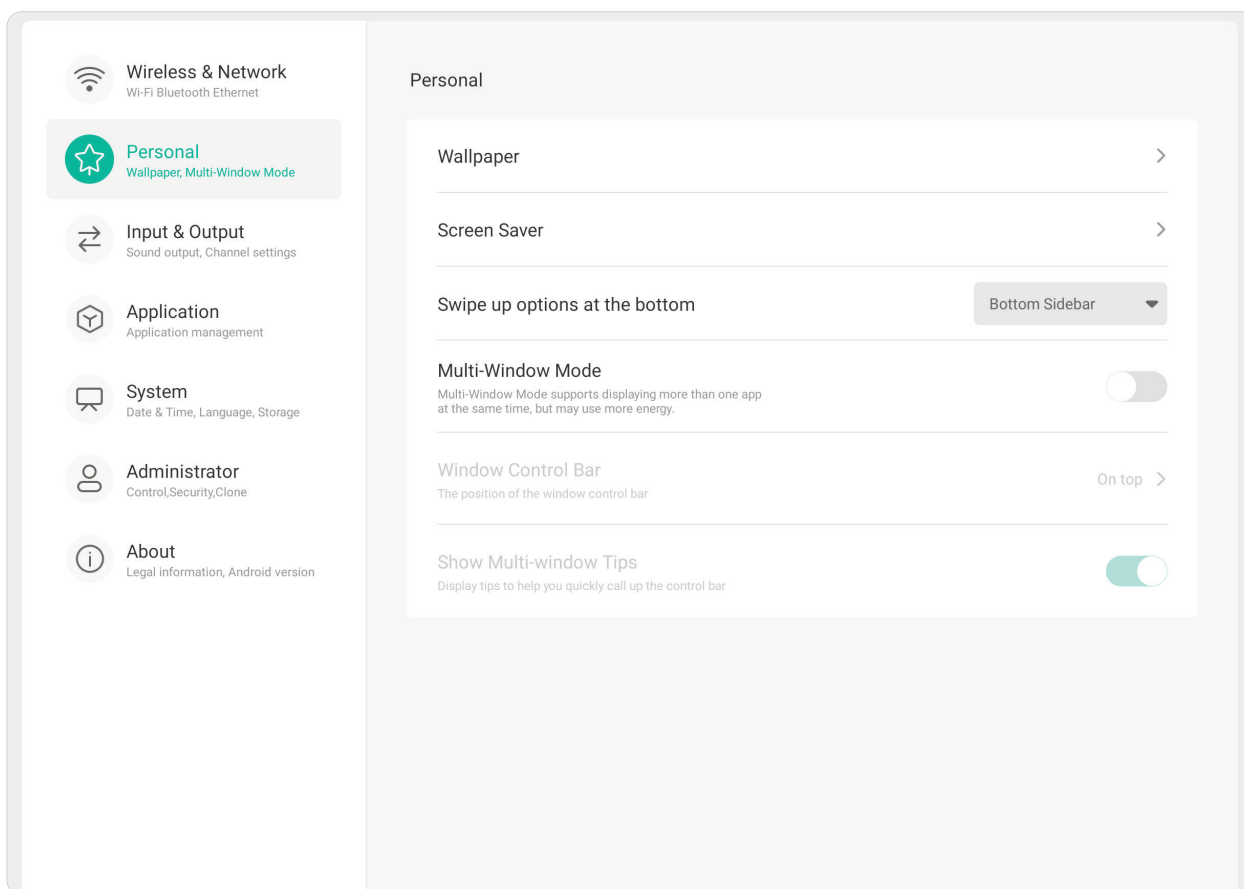 Wireless & Network
Wi-Fi Bluetooth Ethernet
Personal
Wallpaper, Multi-Window Mode
Input & Output
Sound output, Channel settings
Application
Application management
System
Date & Time, Language, Storage
Administrator
Control,Security,Clone
About
Legal information, Android version
Personal
Wallpaper
Screen Saver
Swipe up options at the bottom
Bottom Sidebar
Multi-Window Mode
Multi-Window Mode supports displaying more than one app
at the same time, but may use more energy.
Window Control Bar
The position of the window control bar
On top
Show Multi-window Tips
Display tips to help you quickly call up the control bar